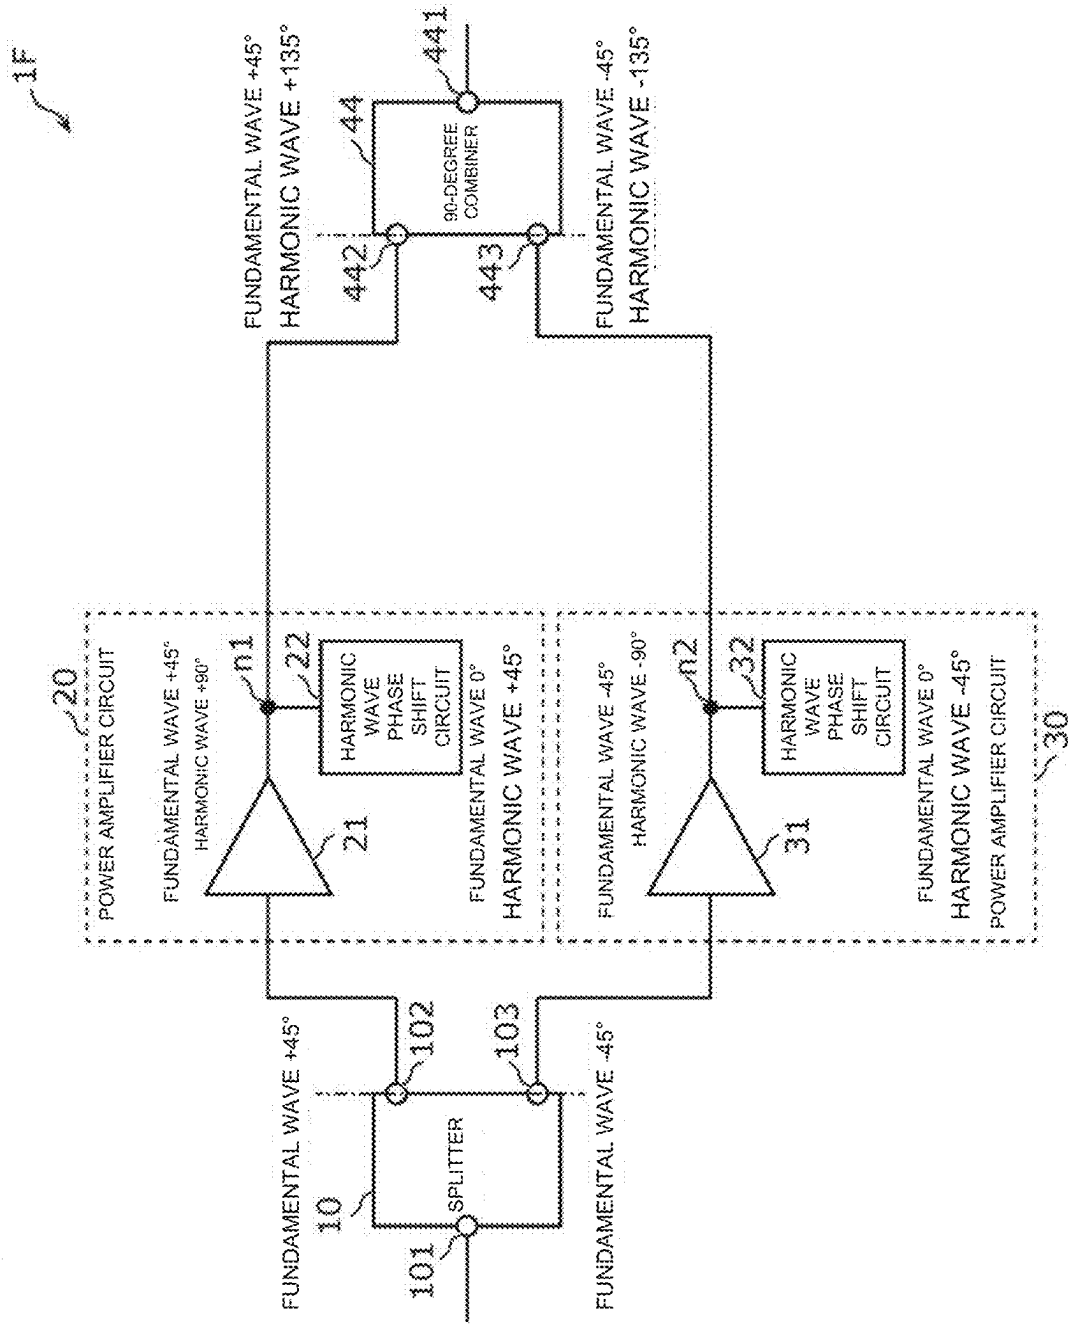 1F
FUNDAMENTAL WAVE +45°
10
SPLITTER
101
102
103
FUNDAMENTAL WAVE -45°
20
POWER AMPLIFIER CIRCUIT
FUNDAMENTAL WAVE +45°
HARMONIC WAVE +90°
n1
21
22
HARMONIC
WAVE
PHASE
SHIFT
CIRCUIT
FUNDAMENTAL WAVE 0°
HARMONIC WAVE +45°
FUNDAMENTAL WAVE -45°
HARMONIC WAVE -90°
n2
31
32
HARMONIC
WAVE
PHASE
SHIFT
CIRCUIT
FUNDAMENTAL WAVE 0°
HARMONIC WAVE -45°
POWER AMPLIFIER CIRCUIT
30
FUNDAMENTAL WAVE +45°
HARMONIC WAVE +135°
44
442
90-DEGREE
COMBINER
441
443
FUNDAMENTAL WAVE -45°
HARMONIC WAVE -135°